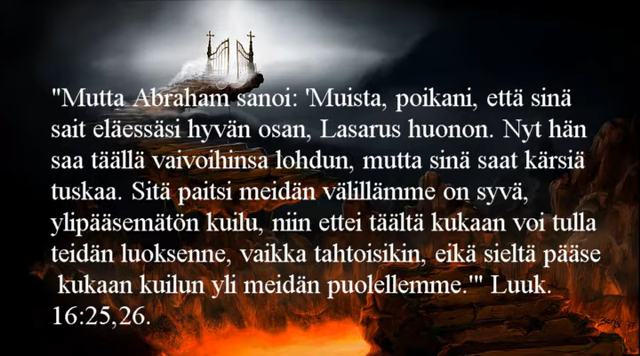 "Mutta Abraham sanoi: 'Muista, poikani, että sinä
sait eläessäsi hyvän osan, Lasarus huonon. Nyt hän
saa täällä vaivoihinsa lohdun, mutta sinä saat kärsiä
tuskaa. Sitä paitsi meidän välillämme on syvä,
ylipääsemätön kuilu, niin ettei täältä kukaan voi tulla
teidän luoksenne, vaikka tahtoisikin, eikä sieltä pääse
kukaan kuilun yli meidän puolellemme.'" Luuk.
16:25,26.